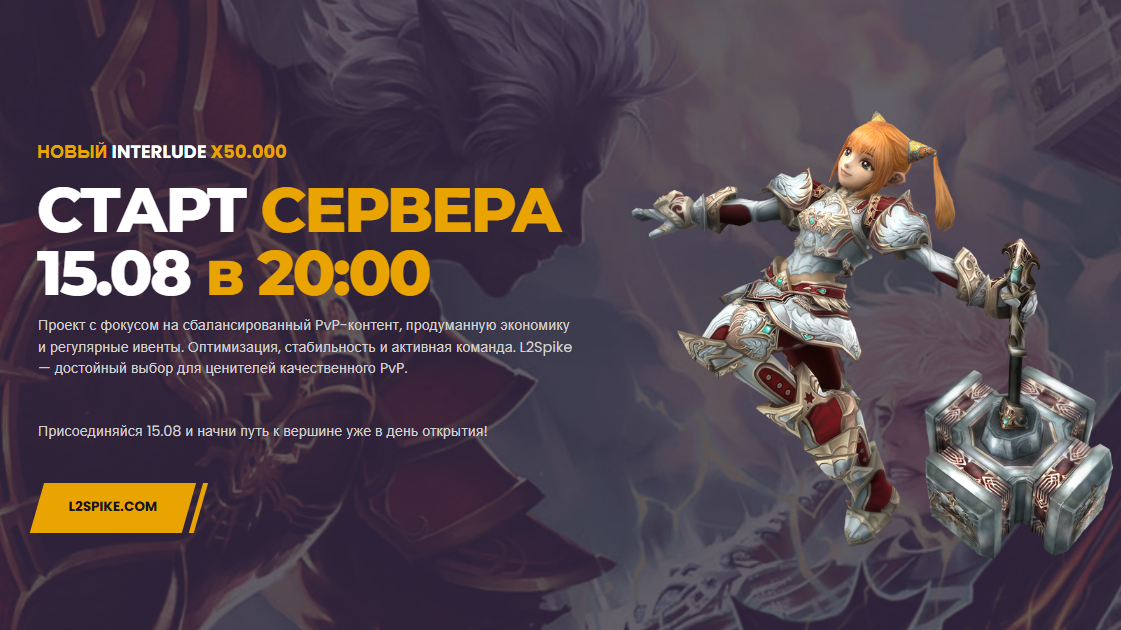 НОВЫЙ INTERLUDE X50.000
СТАРТ СЕРВЕРА
15.08 в 20:00
Проект с фокусом на сбалансированный PvP-контент, продуманную экономику
и регулярные ивенты. Оптимизация, стабильность и активная команда. L2Spike
— достойный выбор для ценителей качественного PvP.
Присоединяйся 15.08 и начни путь к вершине уже в день открытия!
L2SPIKE.COM